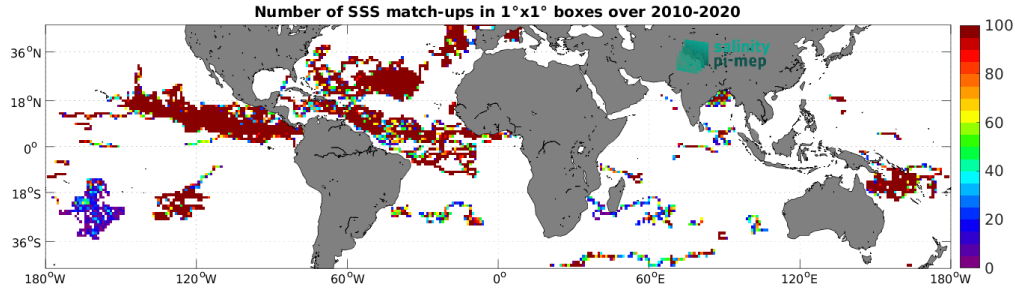 Number of SSS match-ups in 1°x1° boxes over 2010-2020
salinity
pi-mep
36°N
18°N
0°
18°S
36°S
180°W
120°W
60°W
0°
60°E
120°E
180°W
100
80
60
40
20
0